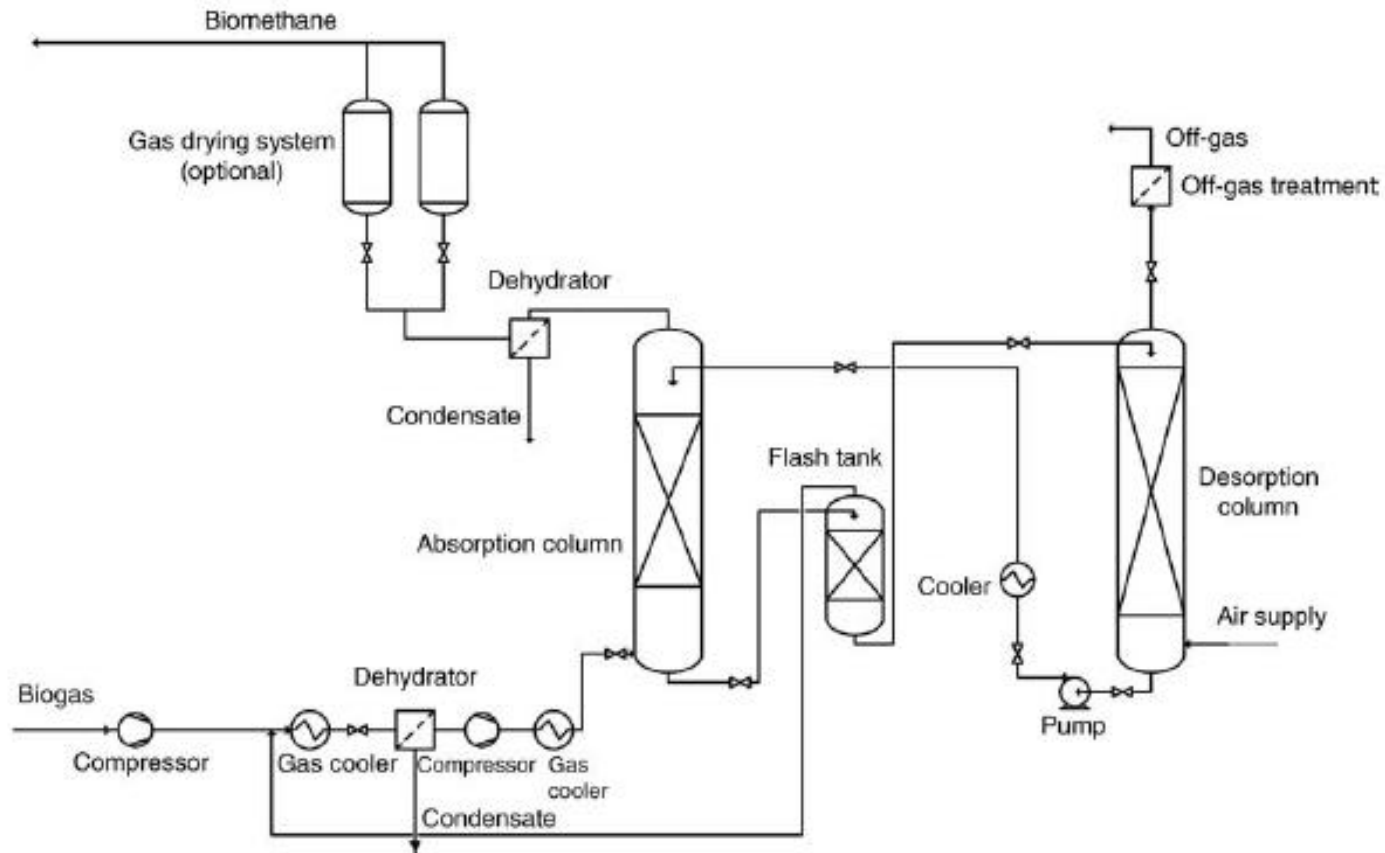 Biomethane
Gas drying system
(optional)
Off-gas
Off-gas treatment
Dehydrator
Condensate
Flash tank
Desorption
column
Absorption column
Cooler
Air supply
Dehydrator
Biogas
Pump
Compressor
Gas cooler
Compressor
Gas
cooler
Condensate